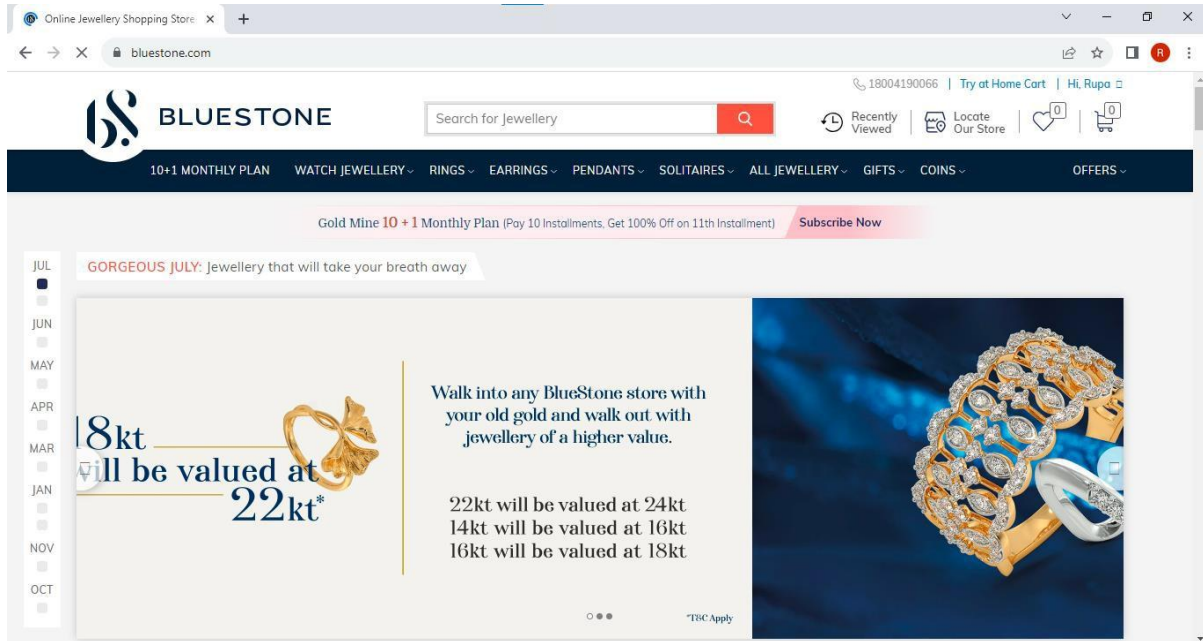 Online Jewellery Shopping Store
bluestone.com
R
18004190066 | Try at Home Cart | Hi, Rupa
BLUESTONE
Search for Jewellery
Recently Viewed
Locate Our Store
0
0
10+1 MONTHLY PLAN WATCH JEWELLERY RINGS EARRINGS PENDANTS SOLITAIRES ALL JEWELLERY GIFTS COINS OFFERS
Gold Mine 10 + 1 Monthly Plan (Pay 10 Installments, Get 100% Off on 11th Installment) Subscribe Now
GORGEOUS JULY: Jewellery that will take your breath away
JUL
JUN
MAY
APR
MAR
JAN
NOV
OCT
18kt
will be valued at
22kt*
Walk into any BlueStone store with
your old gold and walk out with
jewellery of a higher value.
22kt will be valued at 24kt
14kt will be valued at 16kt
16kt will be valued at 18kt
*T&C Apply